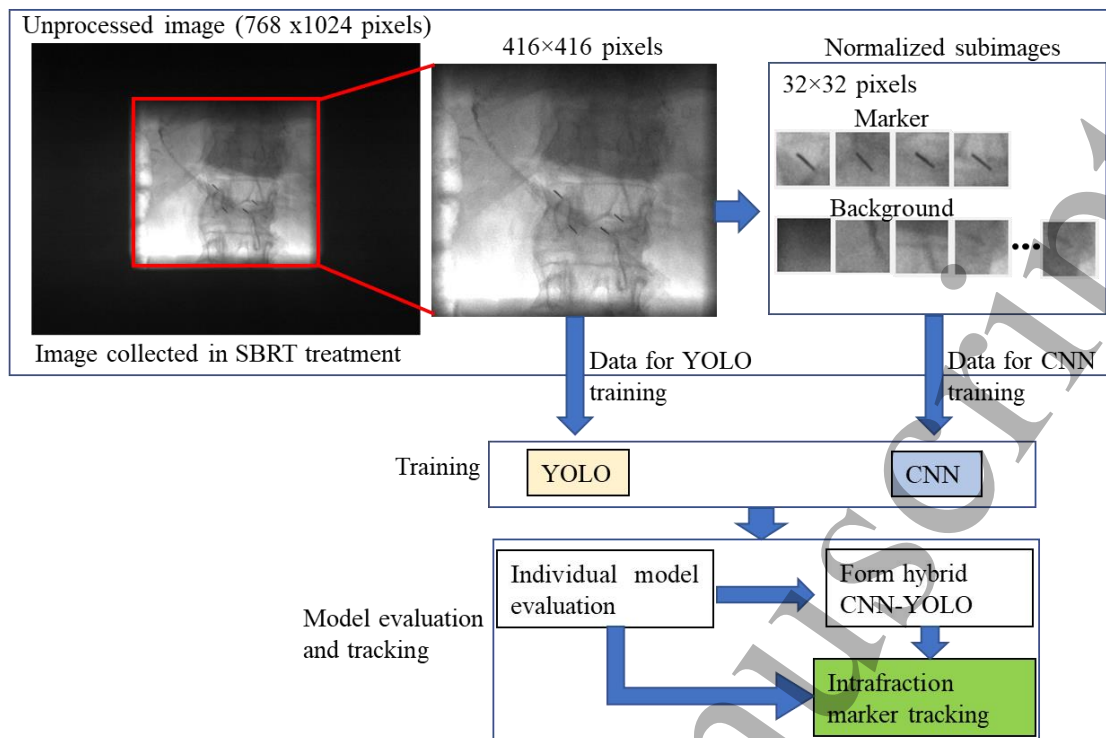 Unprocessed image (768 x1024 pixels)
416×416 pixels
Normalized subimages
32×32 pixels
Marker
Background
Image collected in SBRT treatment
Data for YOLO
training
Data for CNN
training
Training
YOLO
CNN
Model evaluation
and tracking
Individual model
evaluation
Form hybrid
CNN-YOLO
Intrafraction
marker tracking
nuscript